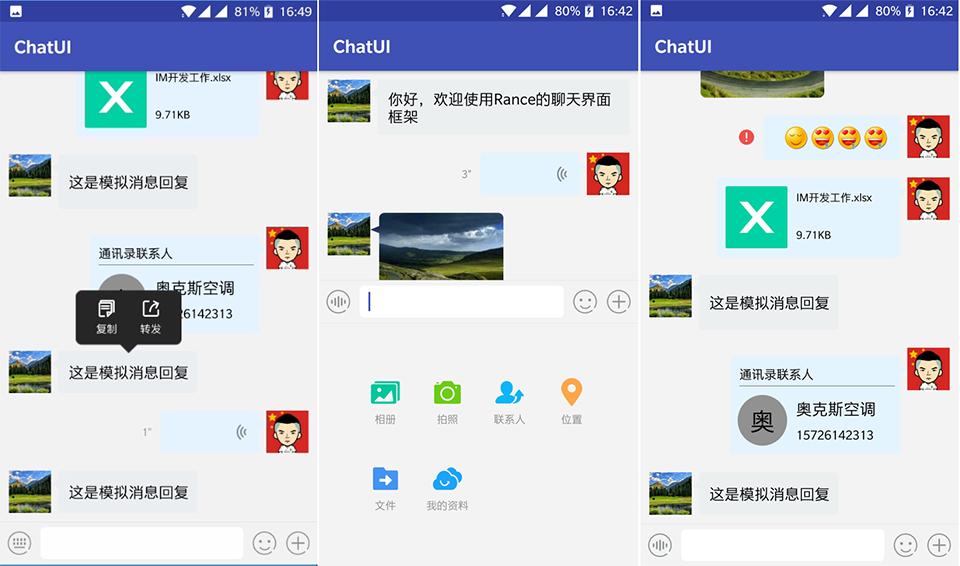 81% 16:49
ChatUI
IM开发工作.xlsx
9.71KB
这是模拟消息回复
通讯录联系人
奥克斯空调
26142313
复制 转发
这是模拟消息回复
1"
这是模拟消息回复
80% 16:42
ChatUI
你好，欢迎使用Rance的聊天界面
框架
3"
相册 拍照 联系人 位置
文件 我的资料
80% 16:42
ChatUI
IM开发工作.xlsx
9.71KB
这是模拟消息回复
通讯录联系人
奥 奥克斯空调
15726142313
这是模拟消息回复